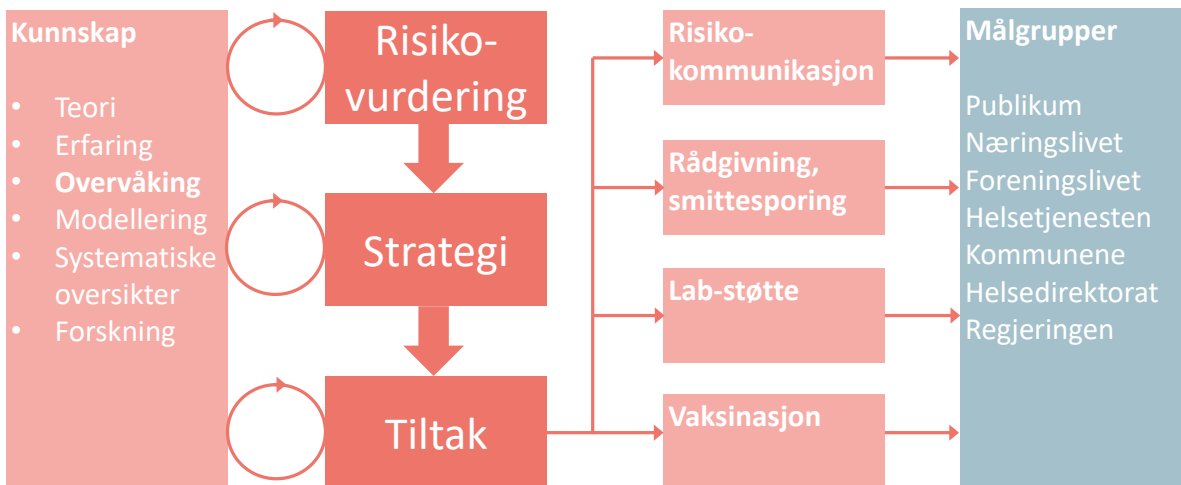 Kunnskap
• Teori
• Erfaring
• Overvåking
• Modellering
• Systematiske
oversikter
• Forskning
Risiko-
vurdering
Strategi
Tiltak
Risiko-
kommunikasjon
Rådgivning,
smittesporing
Lab-støtte
Vaksinasjon
Målgrupper
Publikum
Næringslivet
Foreningslivet
Helsetjenesten
Kommunene
Helsedirektorat
Regjeringen